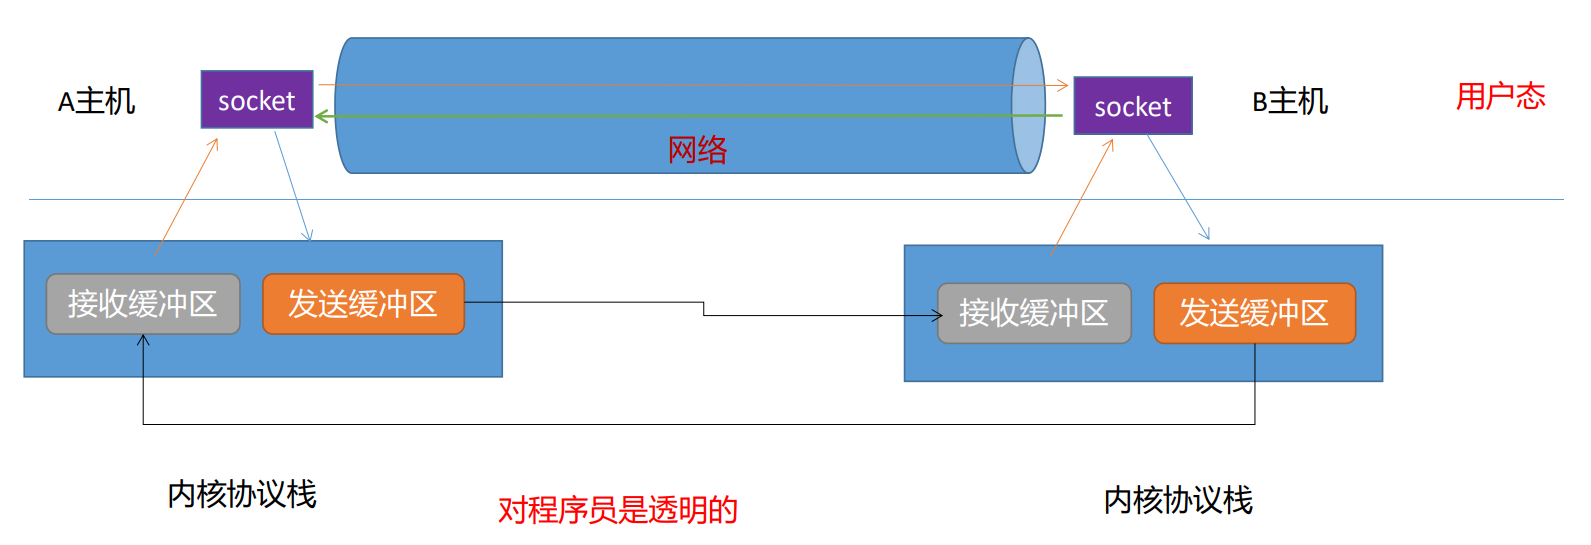 A主机
socket
网络
socket
B主机
用户态
接收缓冲区
发送缓冲区
接收缓冲区
发送缓冲区
内核协议栈
对程序员是透明的
内核协议栈